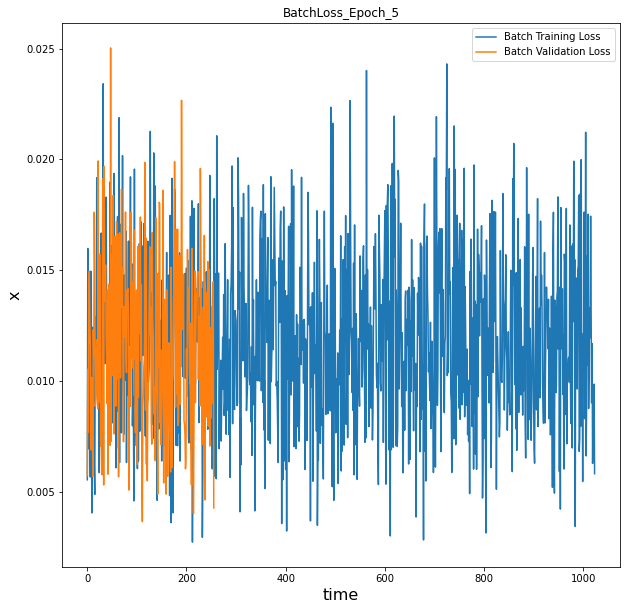 BatchLoss_Epoch_5
Batch Training Loss
Batch Validation Loss
0.025
0.020
0.015
0.010
0.005
x
0 200 400 600 800 1000
time